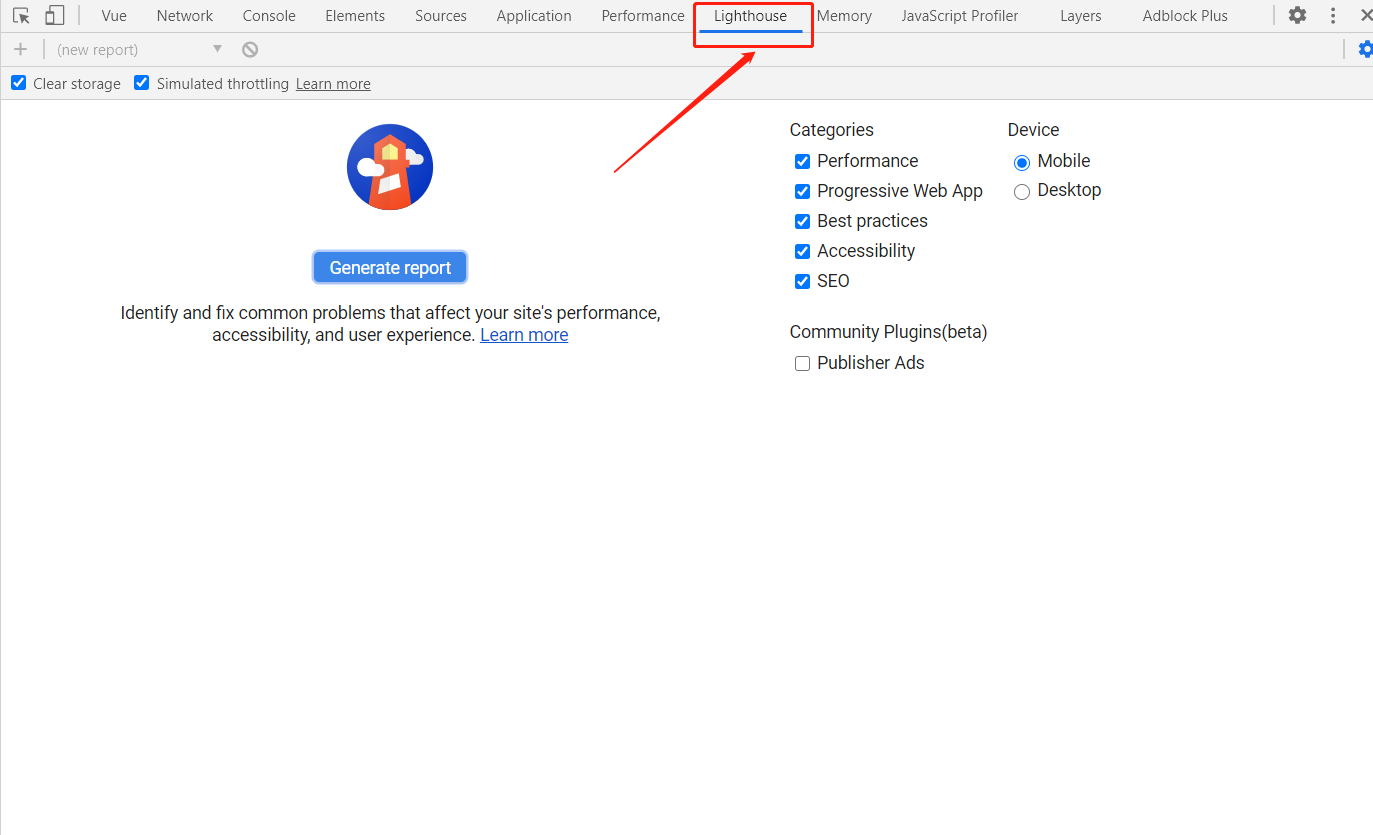 Vue Network Console Elements Sources Application Performance Lighthouse Memory JavaScript Profiler Layers Adblock Plus
(new report)
Clear storage Simulated throttling Learn more
Generate report
Identify and fix common problems that affect your site's performance,
accessibility, and user experience. Learn more
Categories
Performance
Progressive Web App
Best practices
Accessibility
SEO
Device
Mobile
Desktop
Community Plugins(beta)
Publisher Ads